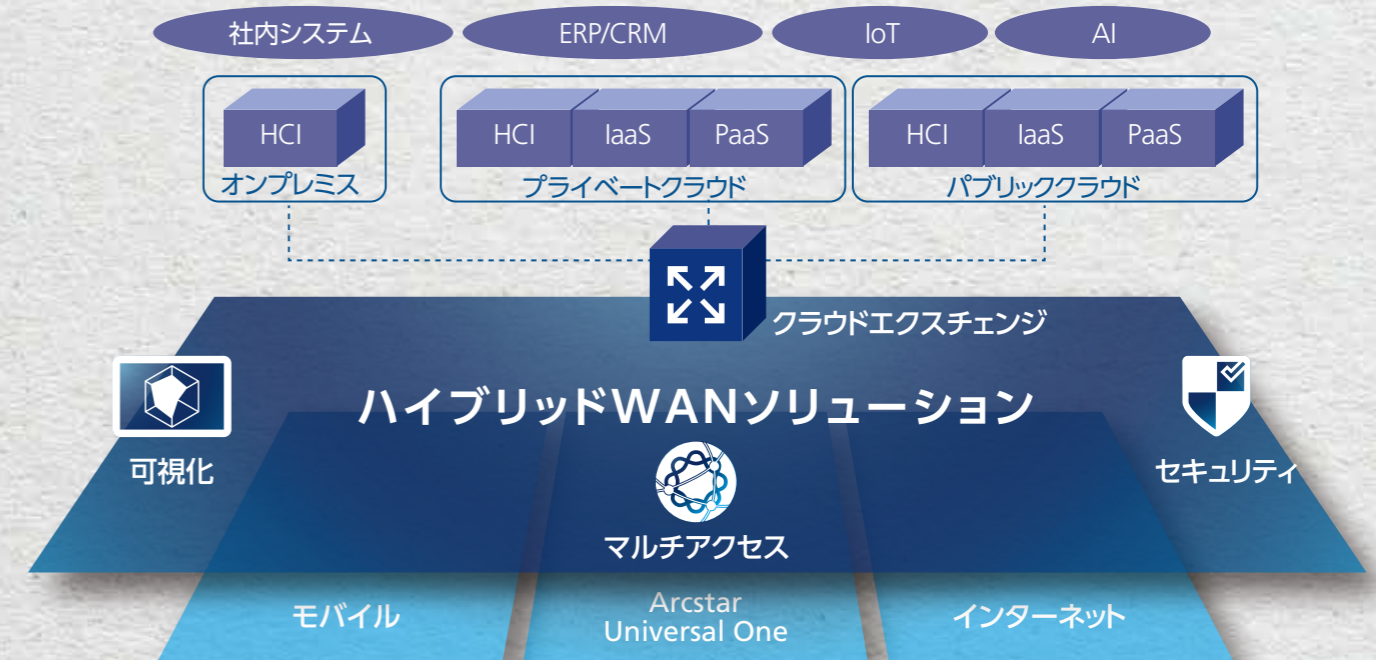 社内システム
ERP/CRM
IoT
AI
HCI
オンプレミス
HCI
IaaS
PaaS
プライベートクラウド
HCI
IaaS
PaaS
パブリッククラウド
クラウドエクスチェンジ
ハイブリッドWANソリューション
可視化
セキュリティ
マルチアクセス
モバイル
Arcstar
Universal One
インターネット